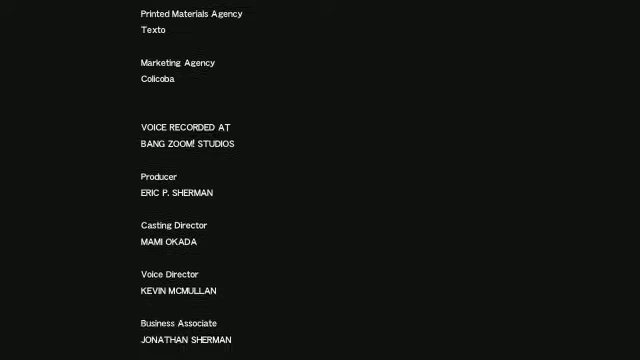 Printed Materials Agency
Texto
Marketing Agency
Colicoba
VOICE RECORDED AT
BANG ZOOM! STUDIOS
Producer
ERIC P. SHERMAN
Casting Director
MAMI OKADA
Voice Director
KEVIN MCMULLAN
Business Associate
JONATHAN SHERMAN